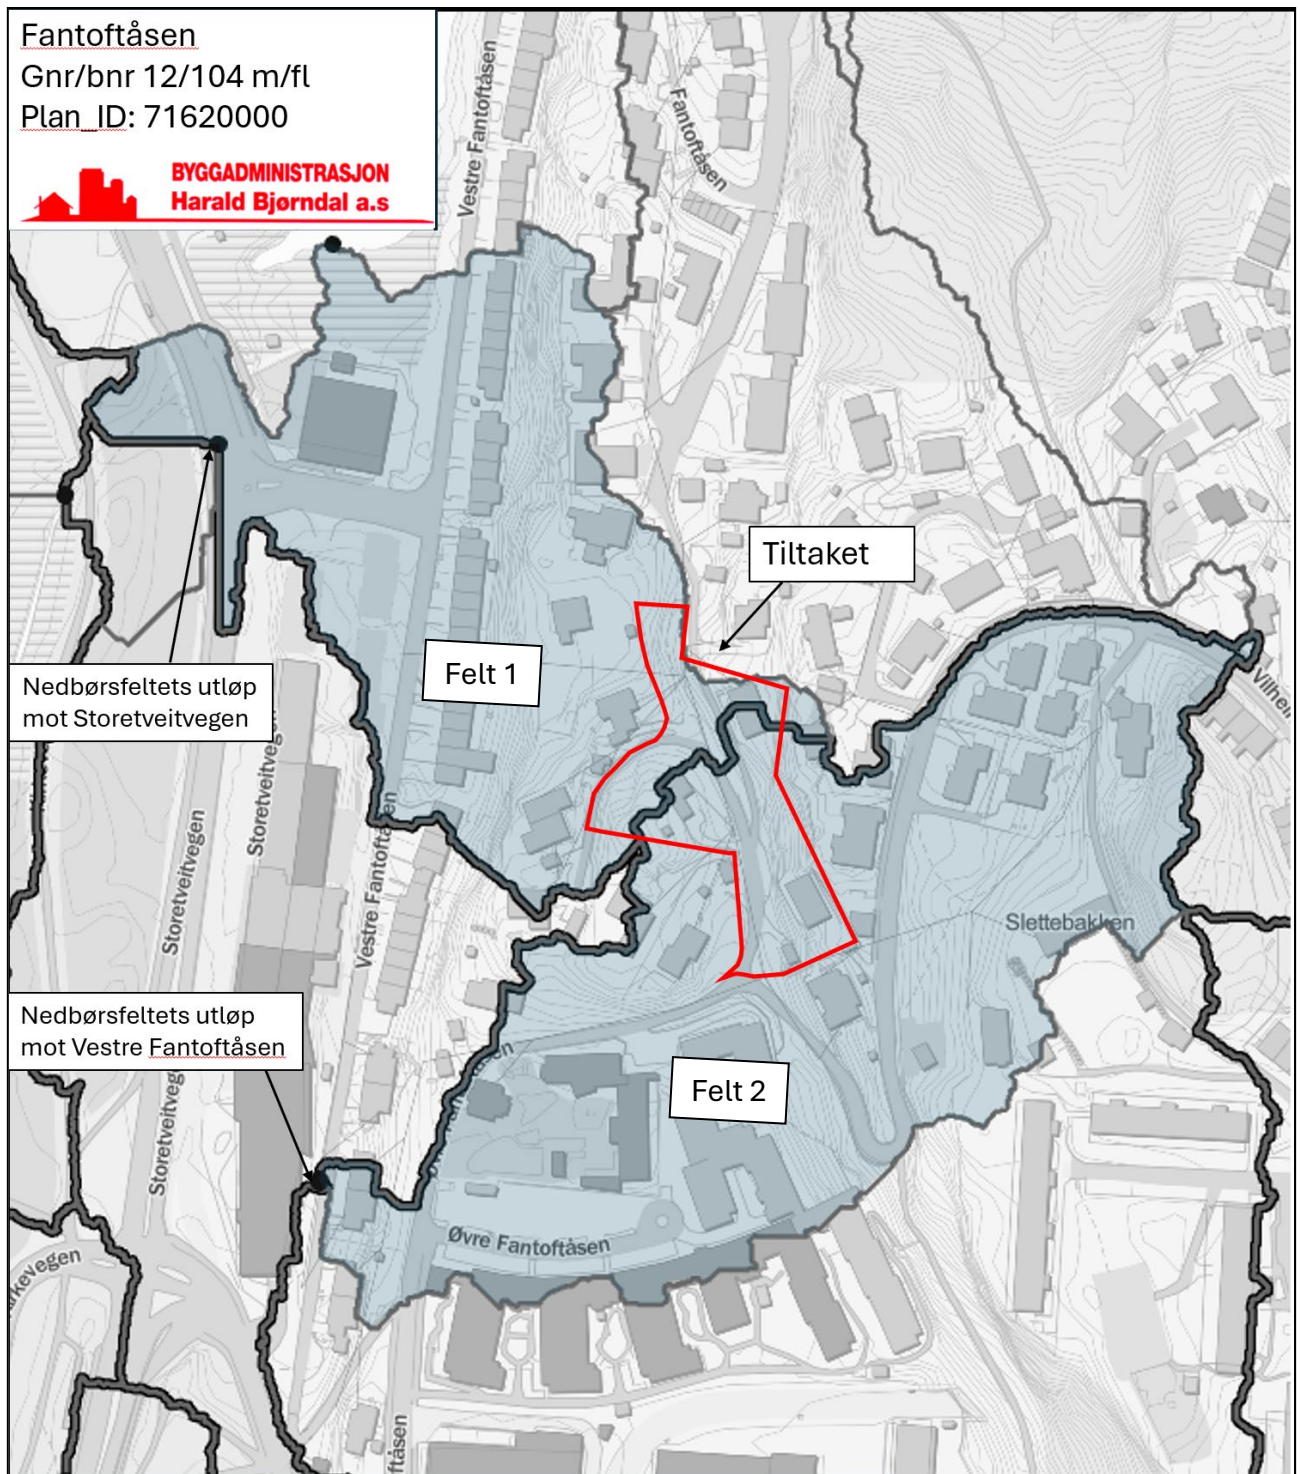 Fantoftåsen
Gnr/bnr 12/104 m/fl
Plan_ID: 71620000
BYGGADMINISTRASJON
Harald Bjørndal a.s
Vestre Fantoftåsen
Fantoftåsen
Tiltaket
Felt 1
Nedbørsfeltets utløp
mot Storetveitvegen
Storetveitvegen
Storetveitvegen
Vestre Fantoftåsen
Slettebakken
Nedbørsfeltets utløp
mot Vestre Fantoftåsen
Storetveitvegen
Felt 2
Øvre Fantoftåsen